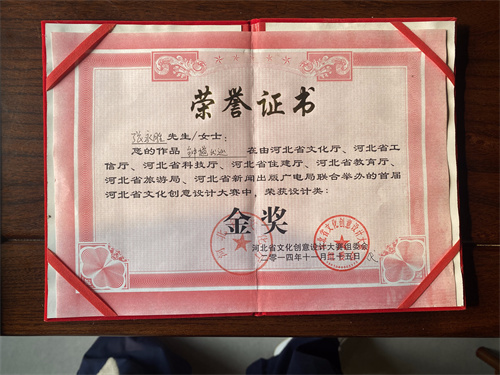 荣誉证书
张永胜 先生/女士：
您的作品 在由河北省文化厅、河北省工
信厅、河北省科技厅、河北省住建厅、河北省教育厅、
河北省旅游局、河北省新闻出版广电局联合举办的首届
河北省文化创意设计大赛中，荣获设计类：
金奖
河北省文化创意设计大赛组委会
二零一四年十一月二十五日